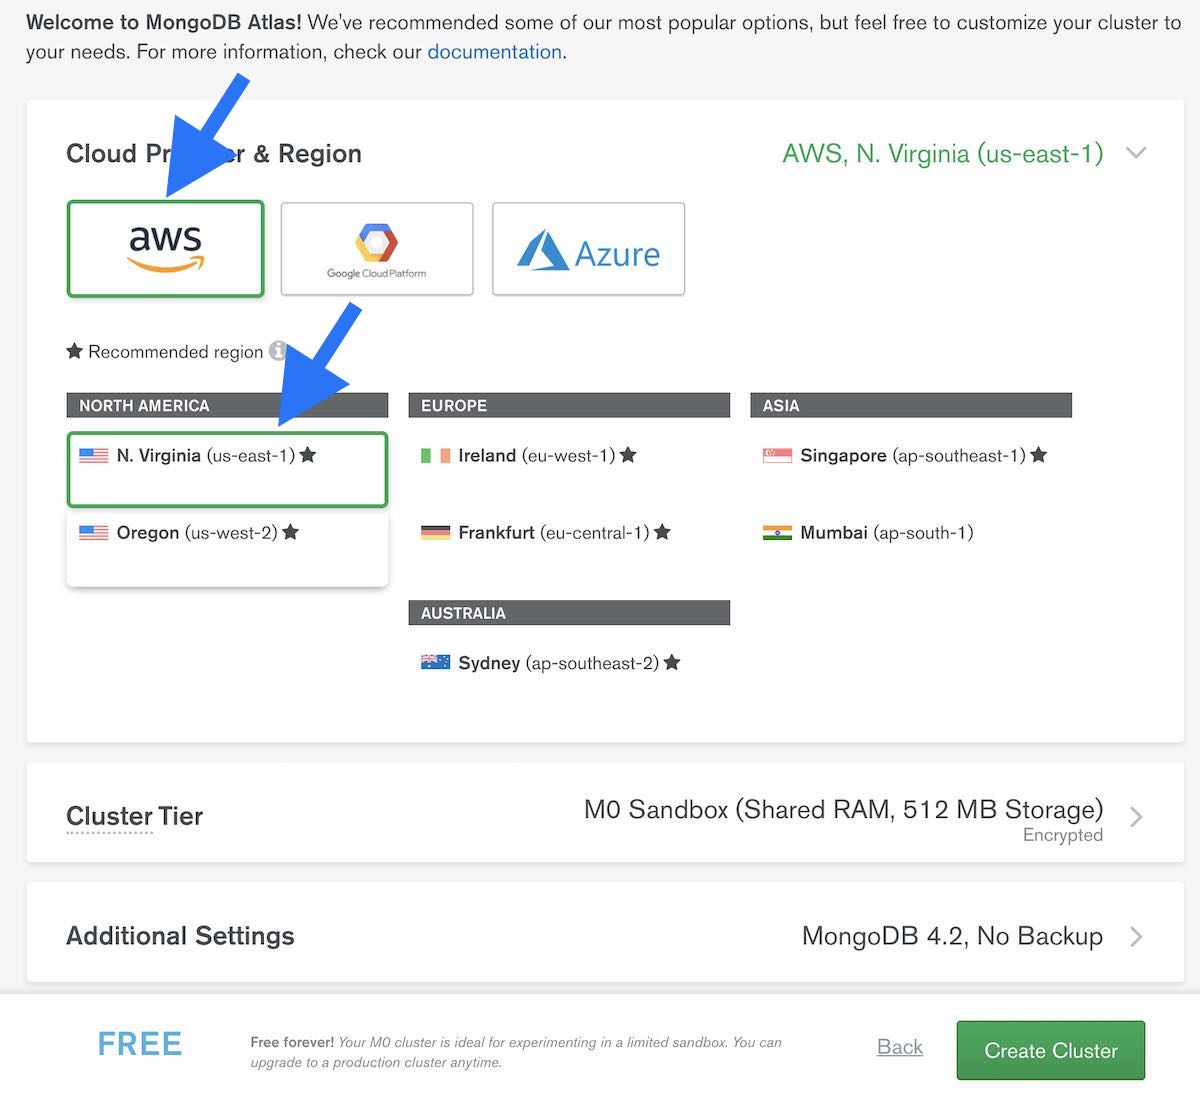 Welcome to MongoDB Atlas! We've recommended some of our most popular options, but feel free to customize your cluster to
your needs. For more information, check our documentation.
Cloud & Region
AWS, N. Virginia (us-east-1)
aws
Google Cloud Platform
Azure
★ Recommended region
NORTH AMERICA
N. Virginia (us-east-1) ★
Oregon (us-west-2) ★
EUROPE
Ireland (eu-west-1) ★
Frankfurt (eu-central-1) ★
AUSTRALIA
Sydney (ap-southeast-2) ★
ASIA
Singapore (ap-southeast-1) ★
Mumbai (ap-south-1)
Cluster Tier
M0 Sandbox (Shared RAM, 512 MB Storage)
Encrypted
Additional Settings
MongoDB 4.2, No Backup
FREE
Free forever! Your M0 cluster is ideal for experimenting in a limited sandbox. You can
upgrade to a production cluster anytime.
Back
Create Cluster